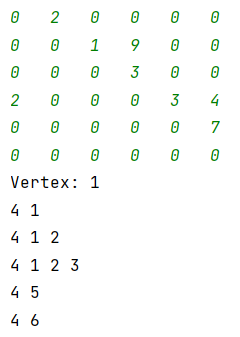 0 2 0 0 0 0
0 0 1 9 0 0
0 0 0 3 0 0
2 0 0 0 3 4
0 0 0 0 0 7
0 0 0 0 0 0
Vertex: 1
4 1
4 1 2
4 1 2 3
4 5
4 6